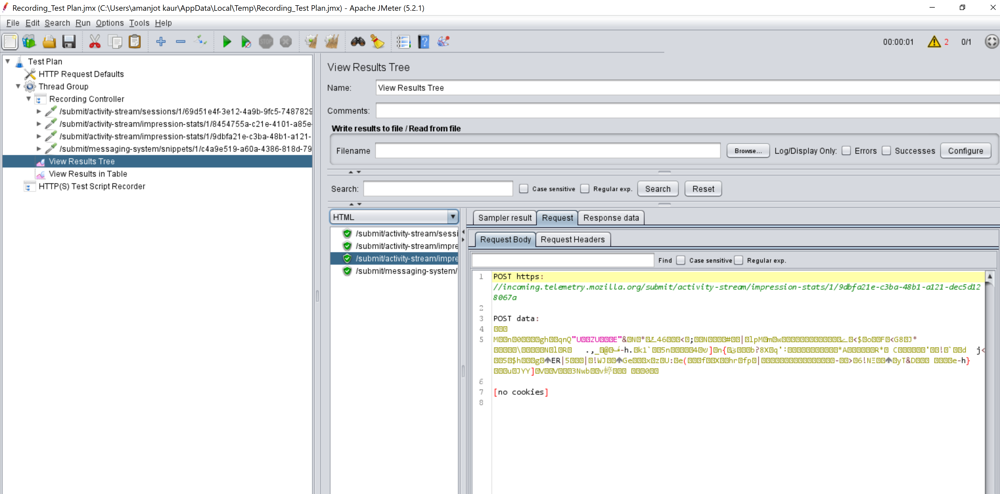 Recording_Test Plan.jmx (C:\Users\amanjot kaur\AppData\Local\Temp\Recording_Test Plan.jmx) - Apache JMeter (5.2.1)
File Edit Search Run Options Tools Help
00:00:01 2 0/1
Test Plan
HTTP Request Defaults
Thread Group
Recording Controller
/submit/activity-stream/sessions/1/69d51e4f-3e12-4a9b-9fc5-7487829
/submit/activity-stream/impression-stats/1/8454755a-c21e-4101-a85e-
/submit/activity-stream/impression-stats/1/9dbfa21e-c3ba-48b1-a121-
/submit/messaging-system/snippets/1/c4a9e519-a60a-4386-818d-79
View Results Tree
View Results in Table
HTTP(S) Test Script Recorder
View Results Tree
Name: View Results Tree
Comments:
Write results to file / Read from file
Filename Browse... Log/Display Only: Errors Successes Configure
Search: Case sensitive Regular exp. Search Reset
HTML
/submit/activity-stream/sessi
/submit/activity-stream/impre
/submit/activity-stream/impre
/submit/messaging-system/
Sampler result Request Response data
Request Body Request Headers
Find Case sensitive Regular exp.
1 POST https:
//incoming.telemetry.mozilla.org/submit/activity-stream/impression-stats/1/9dbfa21e-c3ba-48b1-a121-dec5d12
8067a
2
3 POST data:
4
5
6
7 [no cookies]
8